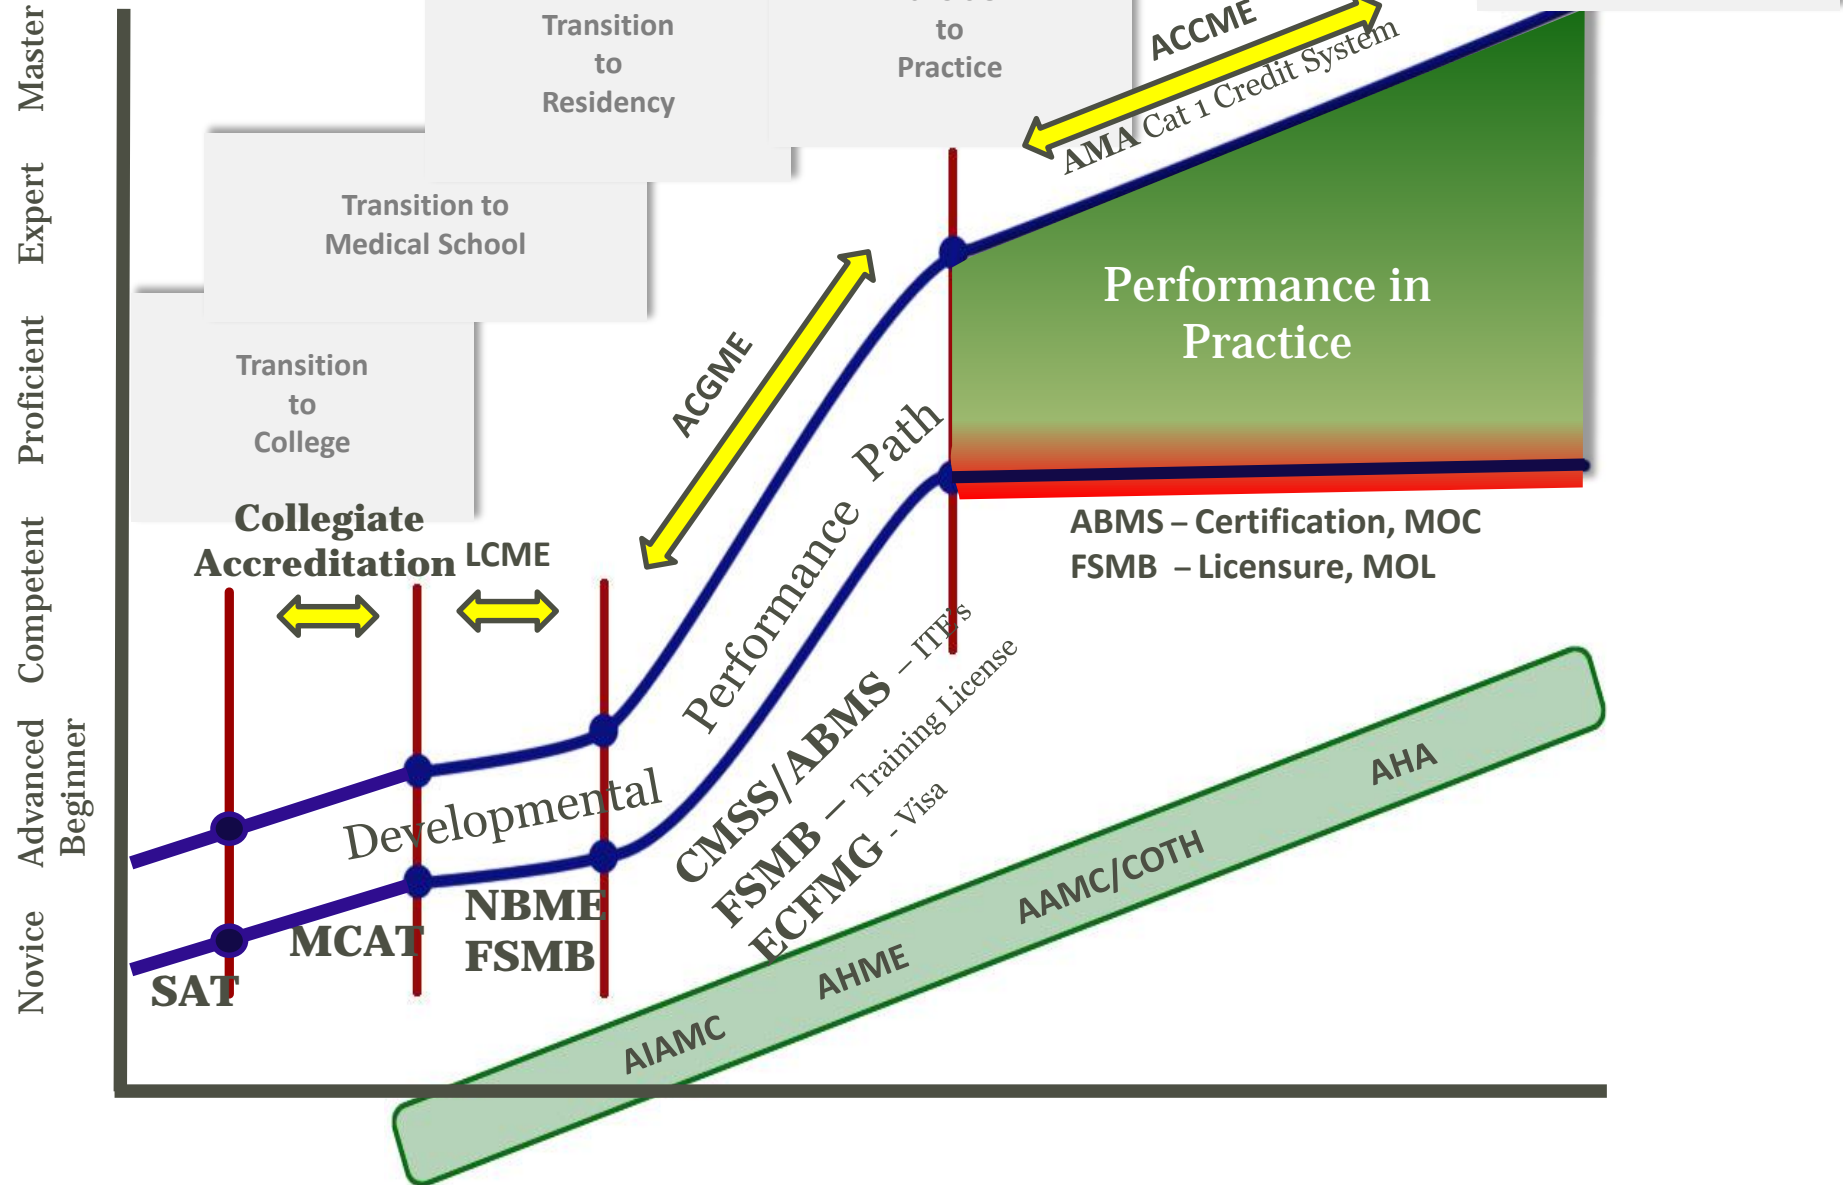 Master
Expert
Proficient
Competent
Advanced
Beginner
Novice
Transition
to
Residency
to
Practice
ACCME
AMA Cat 1 Credit System
Transition to
Medical School
Transition
to
College
ACGME
Performance in
Practice
Collegiate
Accreditation
LCME
Developmental Performance Path
ABMS – Certification, MOC
FSMB – Licensure, MOL
CMSS/ABMS – ITE's
FSMB – Training License
ECFMG - Visa
SAT
MCAT
NBME
FSMB
AIAMC
AHME
AAMC/COTH
AHA